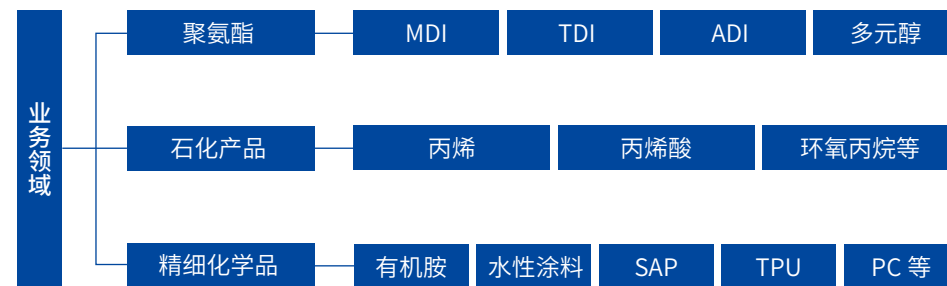 业务领域
聚氨酯
MDI
TDI
ADI
多元醇
石化产品
丙烯
丙烯酸
环氧丙烷等
精细化学品
有机胺
水性涂料
SAP
TPU
PC 等